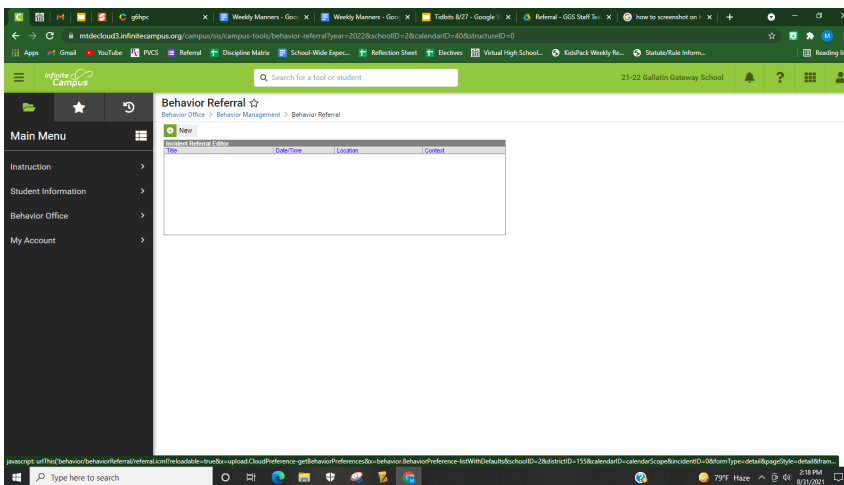 g6hpc
Weekly Manners - Goo
Weekly Manners - Goo
Tidbits 8/27 - Google S
Referral - GGS Staff Tea
how to screenshot on h
mtdecloud3.infinitecampus.org/campus/sis/campus-tools/behavior-referral?year=2022&schoolID=2&calendarID=40&structureID=0
Apps Gmail YouTube PVCS Referral Discipline Matrix School-Wide Expec... Reflection Sheet Electives Virtual High School... KidsPack Weekly Re... Statute/Rule Inform... Reading li
Infinite Campus
Search for a tool or student
21-22 Gallatin Gateway School
Behavior Referral
Behavior Office > Behavior Management > Behavior Referral
Main Menu
Instruction
Student Information
Behavior Office
My Account
New
Incident Referral Editor
Title Date/Time Location Context
javascript: urfThis('behavior/behaviorReferral/referral.icml?reloadable=true&x=upload.CloudPreference-getBehaviorPreferences&x=behavior.BehaviorPreference-listWithDefaults&schoolID=2&districtID=155&calendarID=calendarScope&incidentID=0&formType=detail&pageStyle=detail&fram...
Type here to search
79°F Haze
2:18 PM
8/31/2021